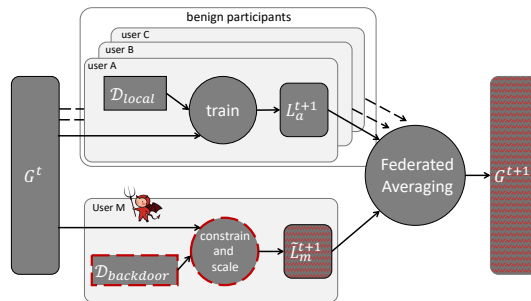 benign participants
user C
user B
user A
𝒟_local
train
L_a^{t+1}
G^t
Federated
Averaging
G^{t+1}
User M
constrain
and
scale
𝒟_backdoor
L̃_m^{t+1}